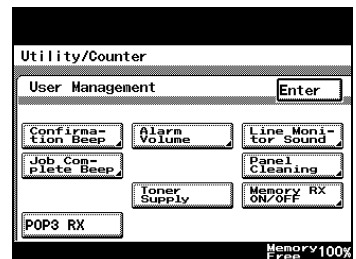 Utility/Counter
User Management
Enter
Confirma-
tion Beep
Alarm
Volume
Line Moni-
tor Sound
Job Com-
plete Beep
Panel
Cleaning
Toner
Supply
Memory RX
ON/OFF
POP3 RX
Memory 100%
Free